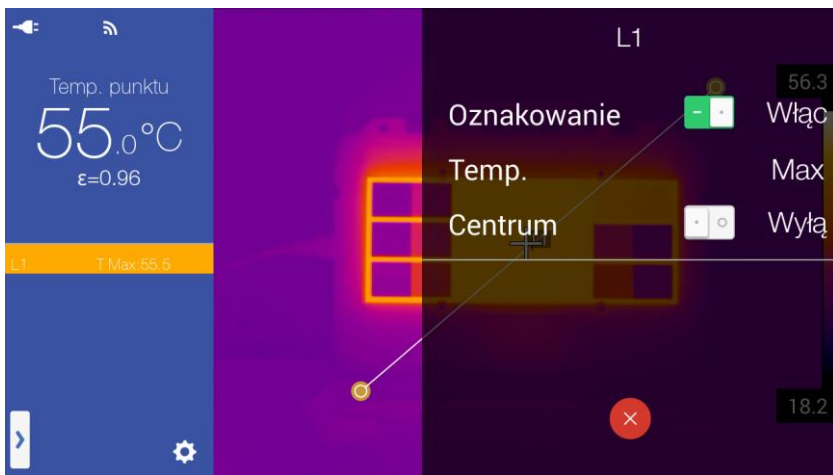 Temp. punktu
55.0°C
ε=0.96
L1 T Max:55.5
L1
Oznakowanie Włąc
Temp. Max
Centrum Wyłą
56.3
18.2